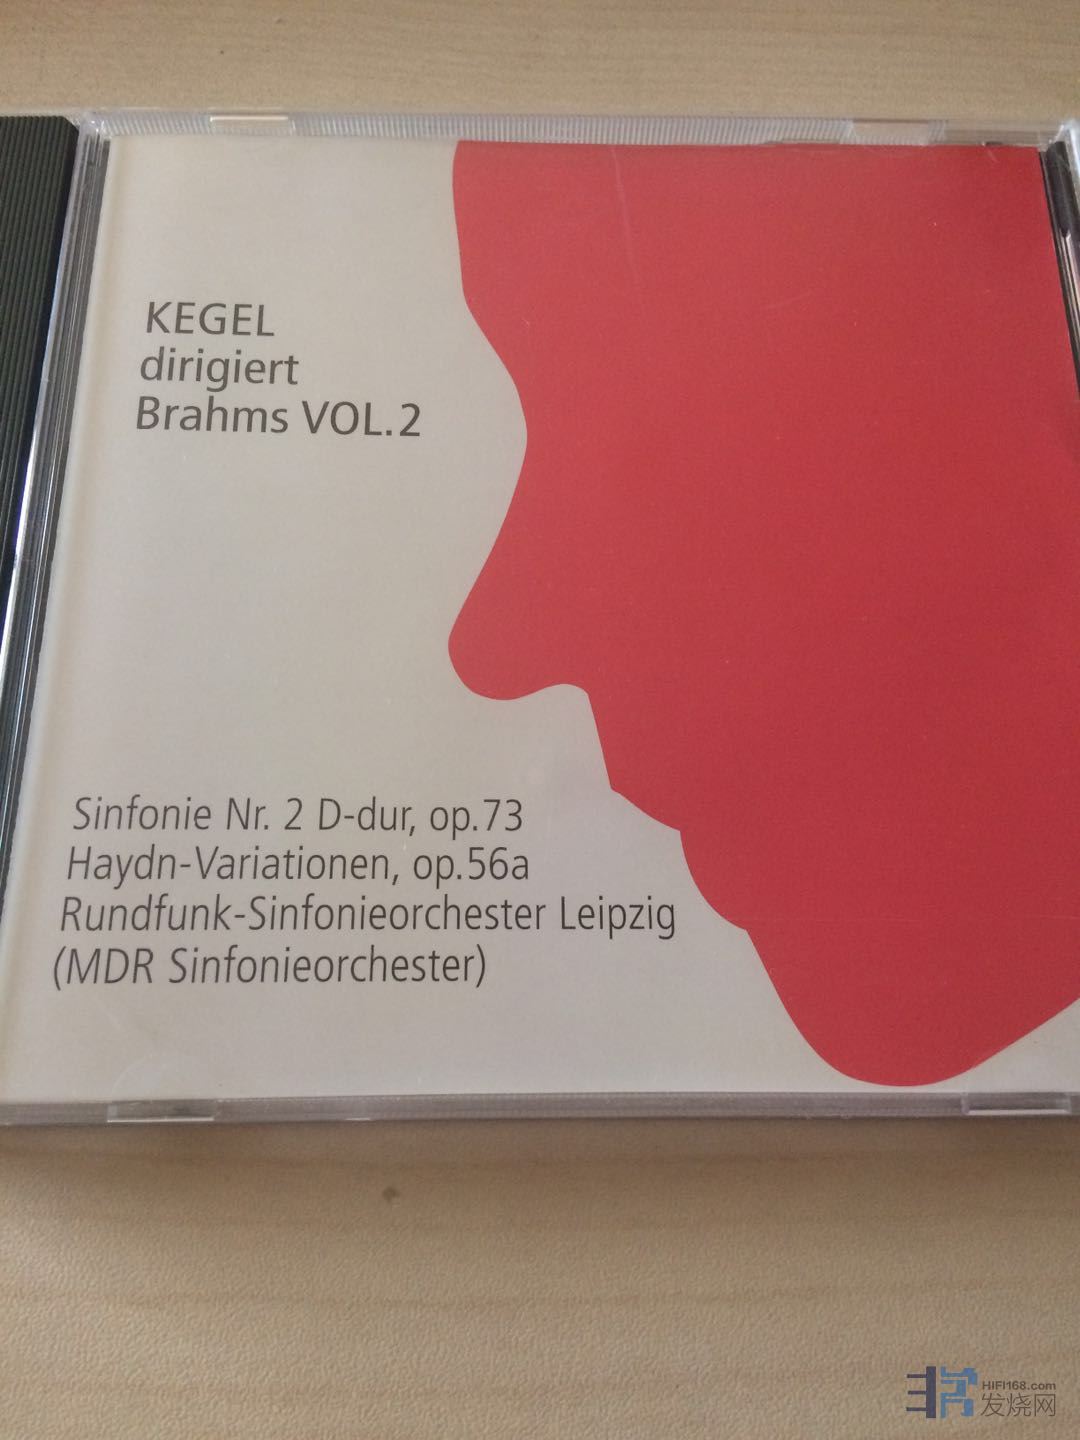 KEGEL
dirigiert
Brahms VOL.2
Sinfonie Nr. 2 D-dur, op.73
Haydn-Variationen, op.56a
Rundfunk-Sinfonieorchester Leipzig
(MDR Sinfonieorchester)
HIFI168.com
发烧网